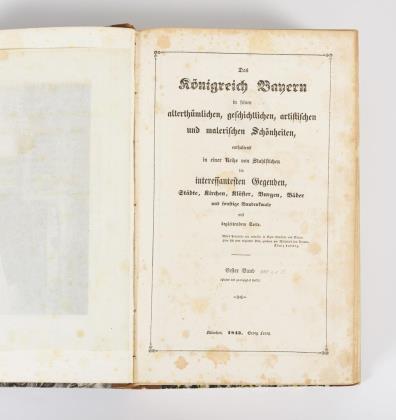 Das
Königreich Bayern
in seinen
alterthümlichen, geschichtlichen, artistischen
und malerischen Schönheiten,
enthaltend
in einer Reihe von Stahlstichen
die
interessantesten Gegenden,
Städte, Kirchen, Klöster, Burgen, Bäder
und sonstige Baudenkmale
mit
begleitendem Texte.
Erster Band
München, 1843. Georg Franz.